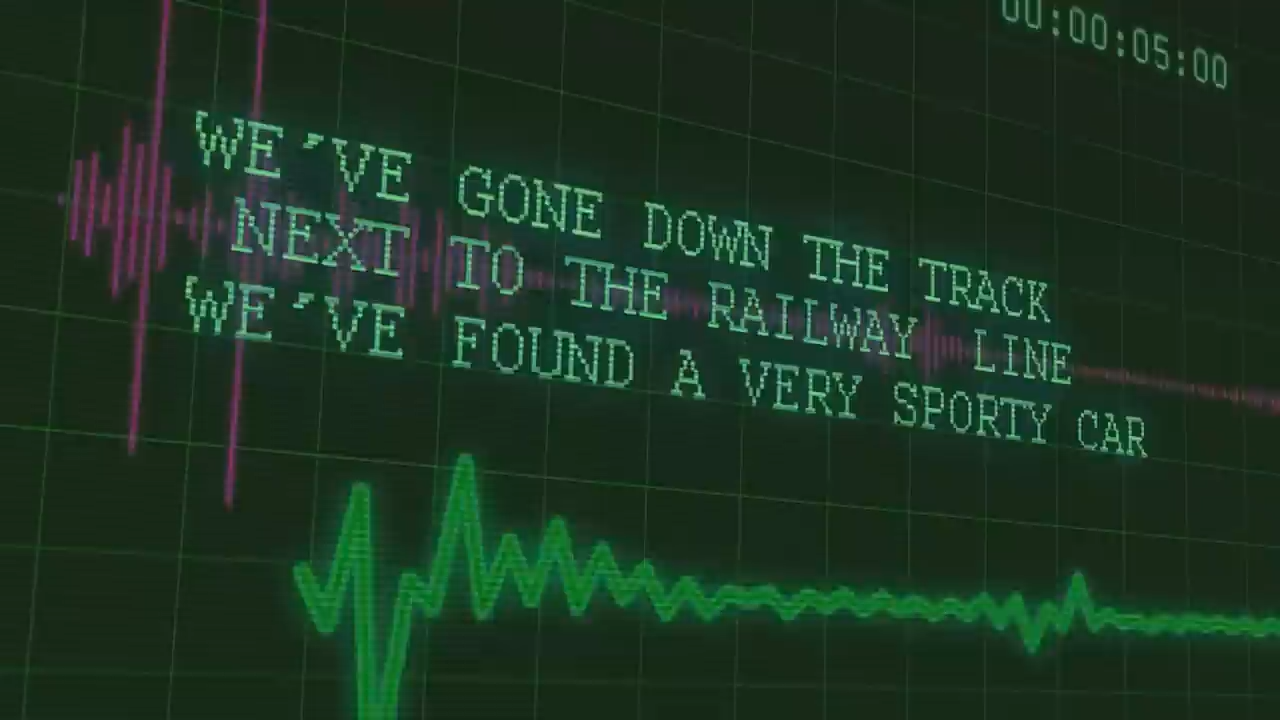 00:00:05:00
WE'VE GONE DOWN THE TRACK
NEXT TO THE RAILWAY LINE
WE'VE FOUND A VERY SPORTY CAR